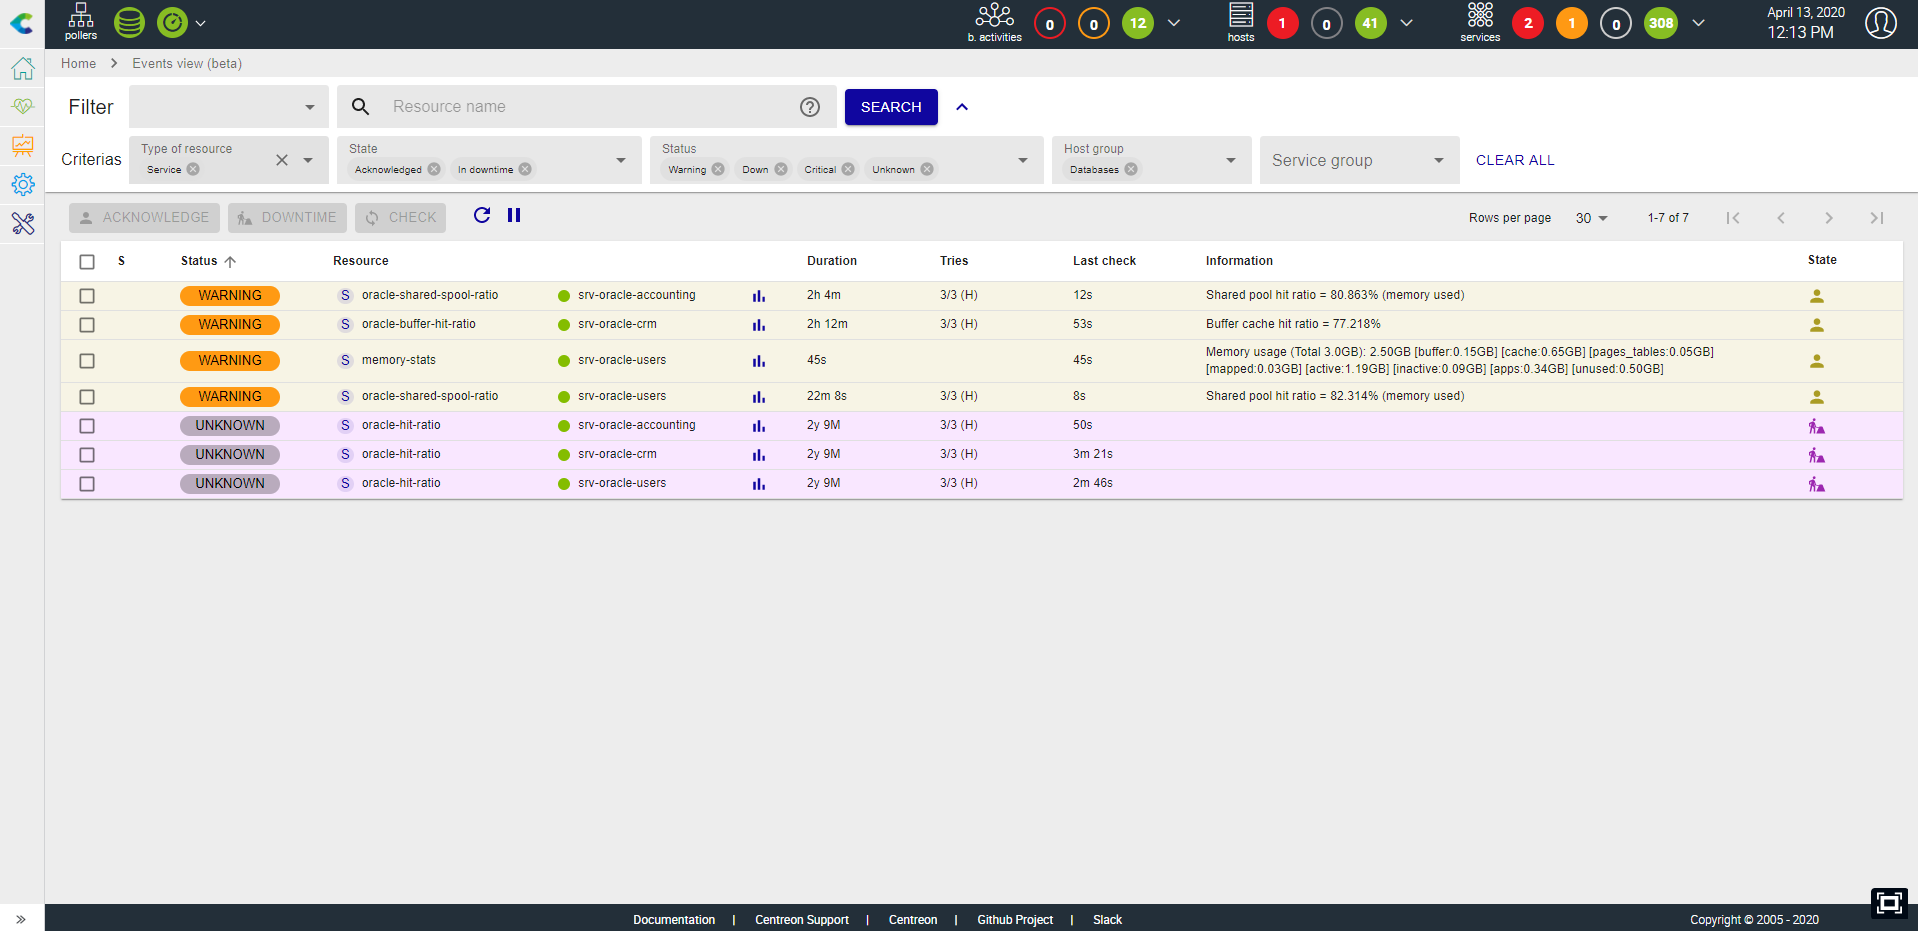 pollers
b. activities
0
0
12
hosts
1
0
41
services
2
1
0
308
April 13, 2020
12:13 PM
Home
Events view (beta)
Filter
Resource name
SEARCH
Criterias
Type of resource
Service
State
Acknowledged
In downtime
Status
Warning
Down
Critical
Unknown
Host group
Databases
Service group
CLEAR ALL
ACKNOWLEDGE
DOWNTIME
CHECK
Rows per page
30
1-7 of 7
S Status Resource Duration Tries Last check Information State
WARNING S oracle-shared-spool-ratio srv-oracle-accounting 2h 4m 3/3 (H) 12s Shared pool hit ratio = 80.863% (memory used)
WARNING S oracle-buffer-hit-ratio srv-oracle-crm 2h 12m 3/3 (H) 53s Buffer cache hit ratio = 77.218%
WARNING S memory-stats srv-oracle-users 45s 45s Memory usage (Total 3.0GB): 2.50GB [buffer:0.15GB] [cache:0.65GB] [pages_tables:0.05GB]
[mapped:0.03GB] [active:1.19GB] [inactive:0.09GB] [apps:0.34GB] [unused:0.50GB]
WARNING S oracle-shared-spool-ratio srv-oracle-users 22m 8s 3/3 (H) 8s Shared pool hit ratio = 82.314% (memory used)
UNKNOWN S oracle-hit-ratio srv-oracle-accounting 2y 9M 3/3 (H) 50s
UNKNOWN S oracle-hit-ratio srv-oracle-crm 2y 9M 3/3 (H) 3m 21s
UNKNOWN S oracle-hit-ratio srv-oracle-users 2y 9M 3/3 (H) 2m 46s
Documentation | Centreon Support | Centreon | Github Project | Slack
Copyright © 2005 - 2020